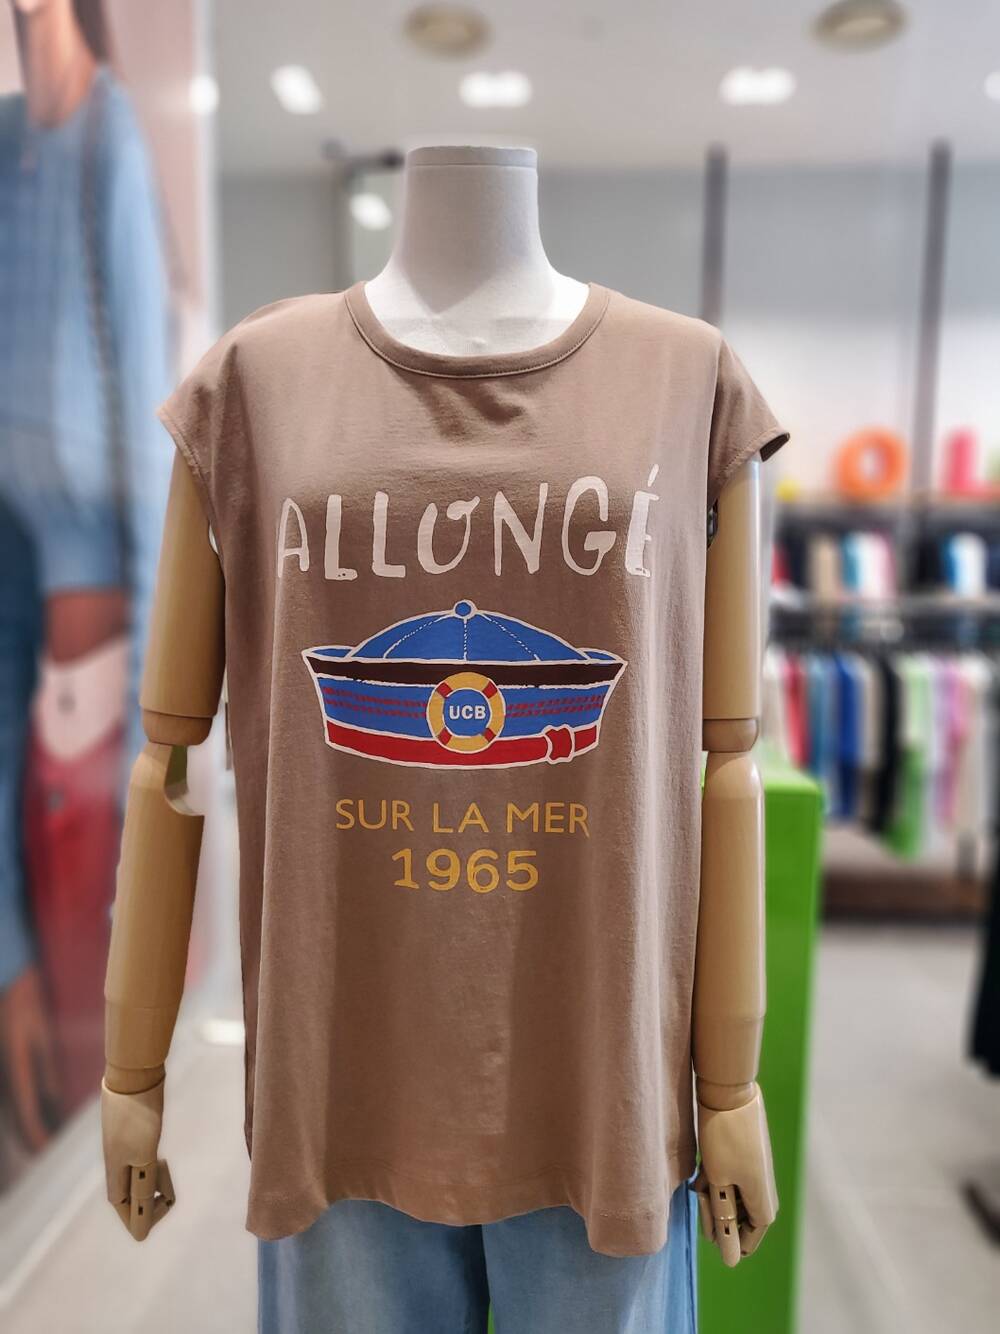 ALLONGÉ
UCB
SUR LA MER
1965